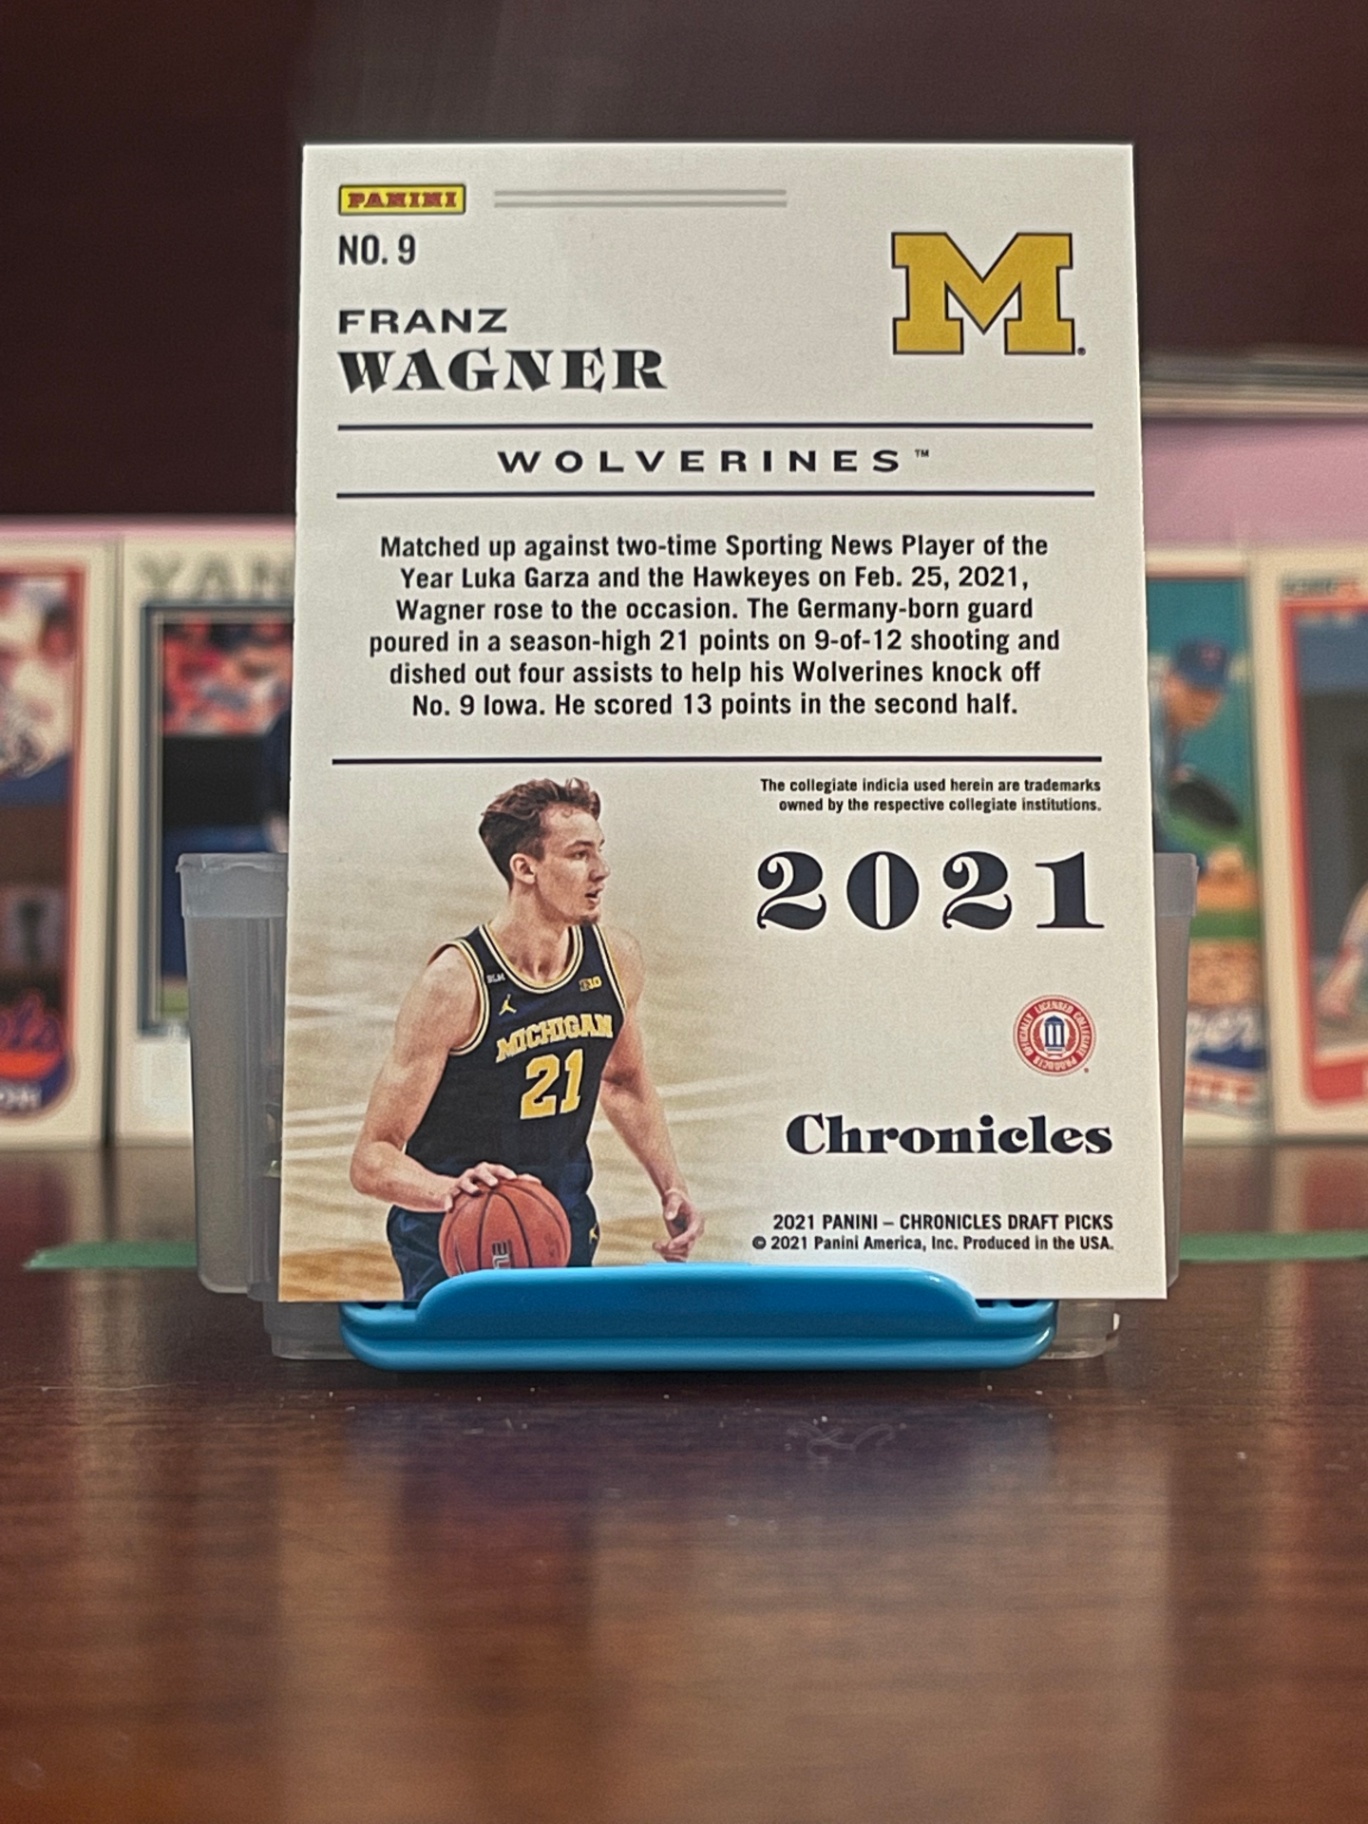 PANINI
NO. 9
M
FRANZ
WAGNER
WOLVERINES™
Matched up against two-time Sporting News Player of the
Year Luka Garza and the Hawkeyes on Feb. 25, 2021,
Wagner rose to the occasion. The Germany-born guard
poured in a season-high 21 points on 9-of-12 shooting and
dished out four assists to help his Wolverines knock off
No. 9 Iowa. He scored 13 points in the second half.
The collegiate indicia used herein are trademarks
owned by the respective collegiate institutions.
2021
MICHIGAN
21
OFFICIALLY LICENSED COLLEGIATE PRODUCTS
Chronicles
2021 PANINI – CHRONICLES DRAFT PICKS
© 2021 Panini America, Inc. Produced in the USA.
YAN